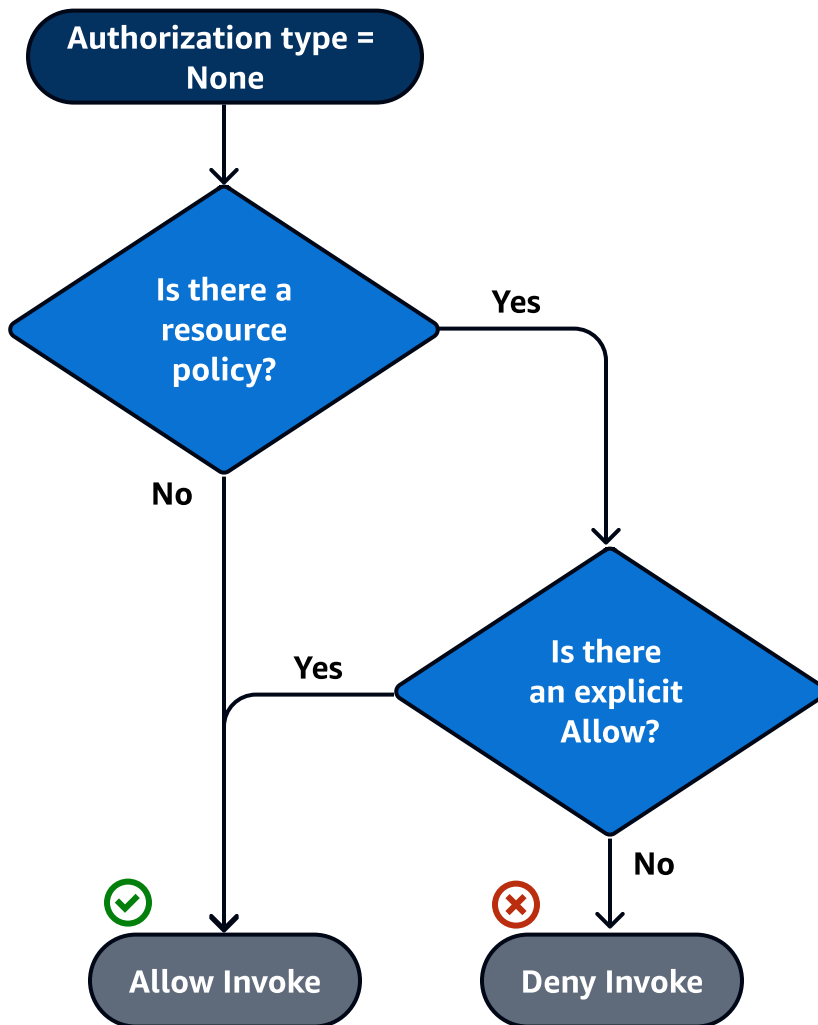 Authorization type =
None
Is there a
resource
policy?
Yes
No
Is there
an explicit
Allow?
Yes
No
Allow Invoke
Deny Invoke